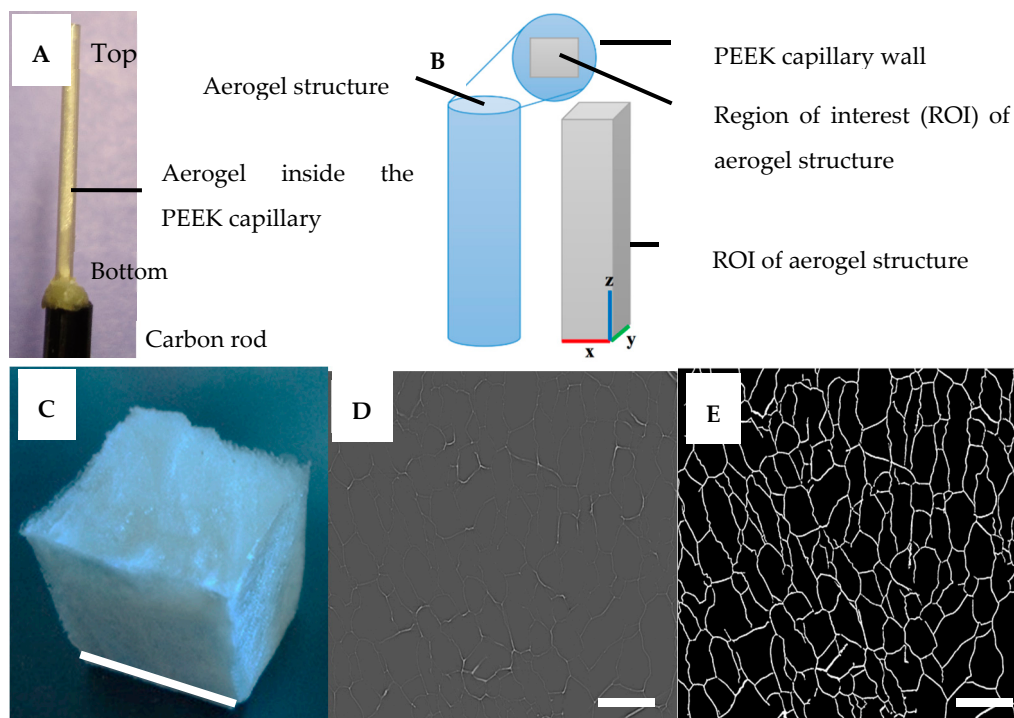 A
Top
Aerogel inside the
PEEK capillary
Bottom
Carbon rod
B
Aerogel structure
PEEK capillary wall
Region of interest (ROI) of
aerogel structure
ROI of aerogel structure
z
y
x
C
D
E